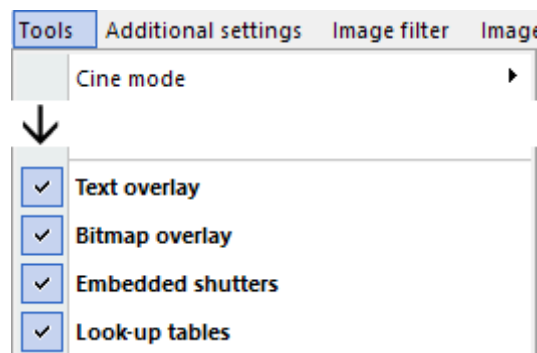 Tools Additional settings Image filter
Cine mode
Text overlay
Bitmap overlay
Embedded shutters
Look-up tables